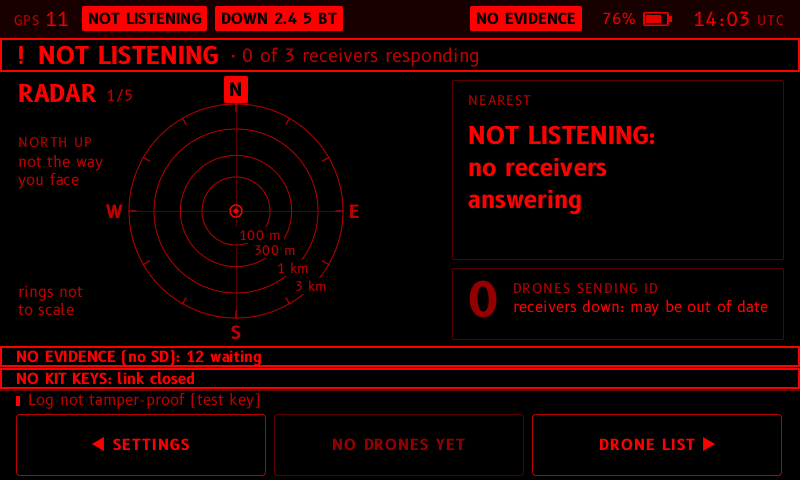 GPS 11 NOT LISTENING DOWN 2.4 5 BT NO EVIDENCE 76% 14:03 UTC
! NOT LISTENING · 0 of 3 receivers responding
RADAR 1/5
N
NORTH UP
not the way
you face
W
E
100 m
300 m
1 km
3 km
rings not
to scale
S
NEAREST
NOT LISTENING:
no receivers
answering
0 DRONES SENDING ID
receivers down: may be out of date
NO EVIDENCE (no SD): 12 waiting
NO KIT KEYS: link closed
Log not tamper-proof [test key]
◀ SETTINGS
NO DRONES YET
DRONE LIST ▶